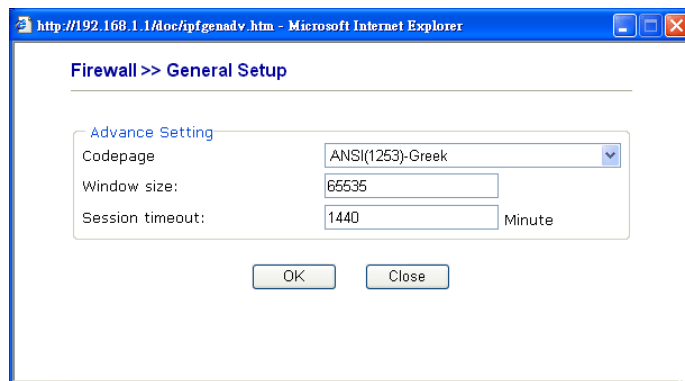 http://192.168.1.1/doc/ipfgenadv.htm - Microsoft Internet Explorer
Firewall >> General Setup
Advance Setting
Codepage ANSI(1253)-Greek
Window size: 65535
Session timeout: 1440 Minute
OK Close